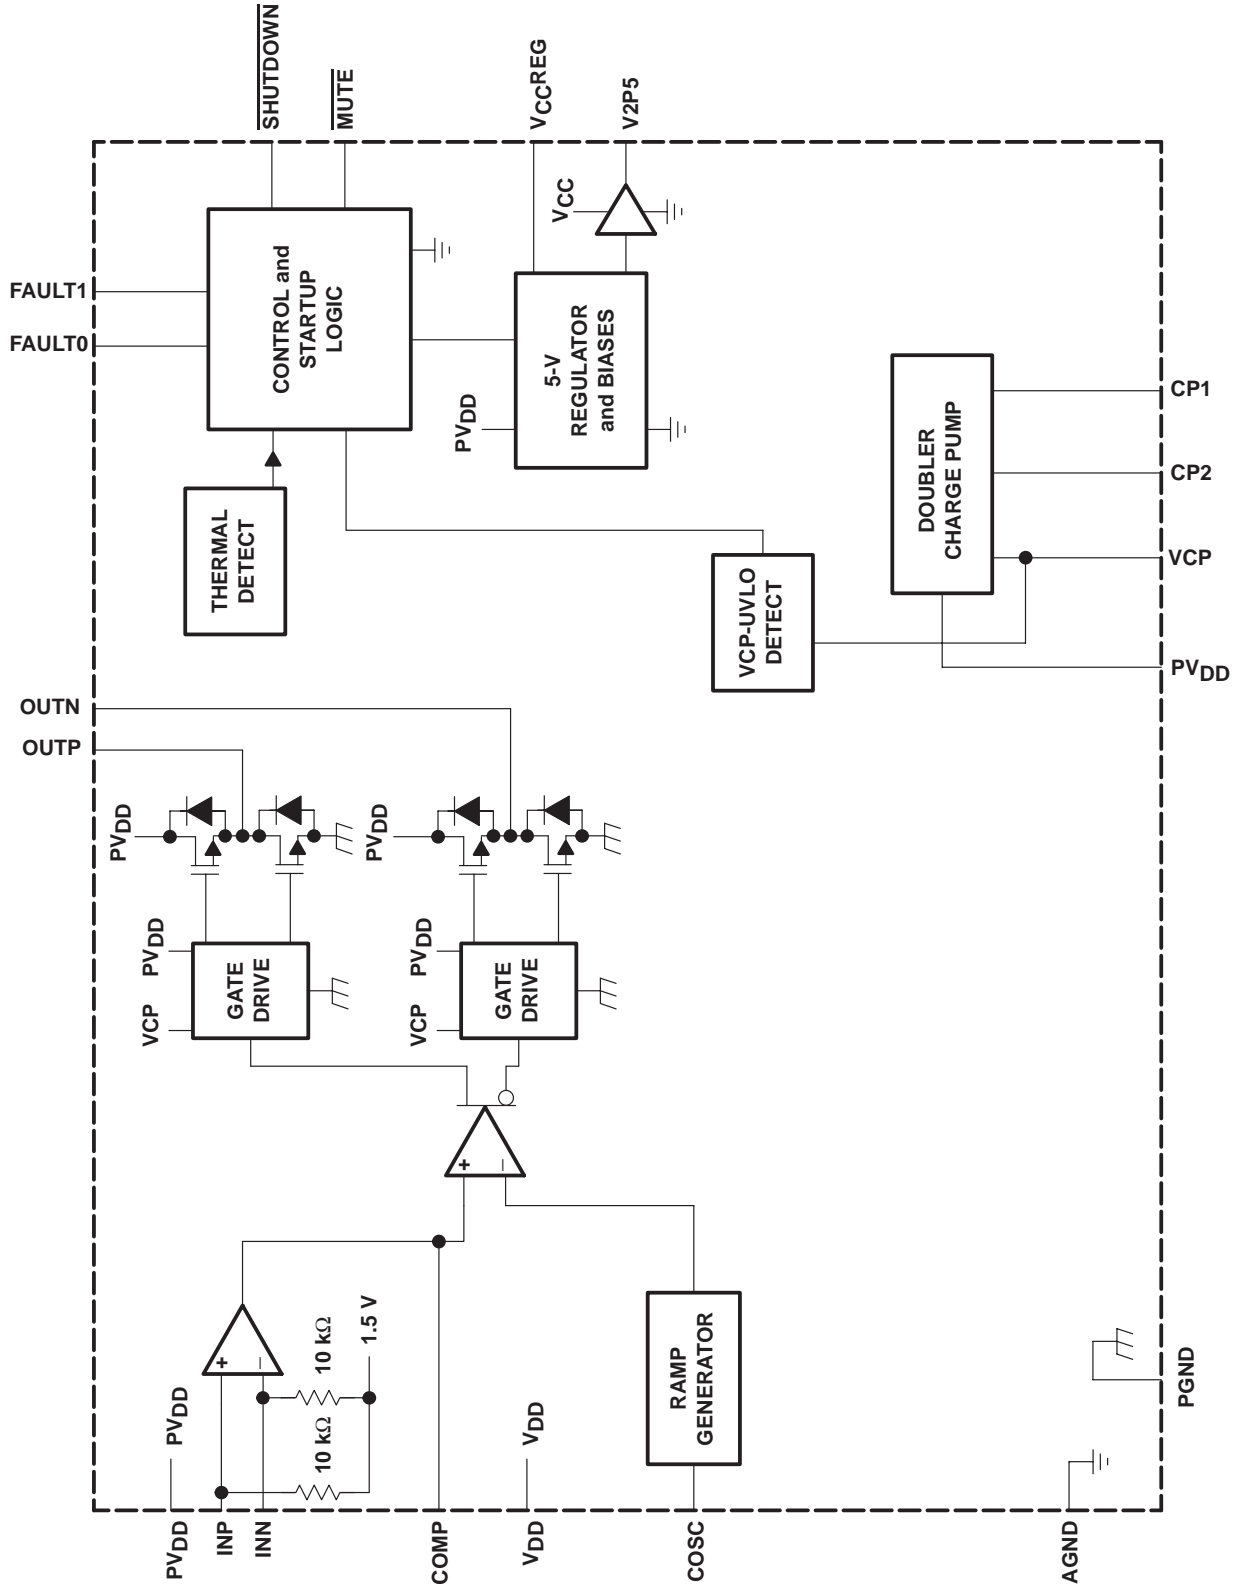 SHUTDOWN
MUTE
VCCREG
V2P5
FAULT1
FAULT0
CONTROL and
STARTUP
LOGIC
VCC
THERMAL
DETECT
PVDD
5-V
REGULATOR
and BIASES
DOUBLER
CHARGE PUMP
CP1
CP2
VCP
PVDD
VCP-UVLO
DETECT
OUTN
OUTP
PVDD
PVDD
PVDD
VCP
GATE
DRIVE
PVDD
VCP
GATE
DRIVE
+
–
+
–
10 kΩ
10 kΩ
1.5 V
PVDD
VDD
RAMP
GENERATOR
PVDD
INP
INN
COMP
VDD
COSC
AGND
PGND